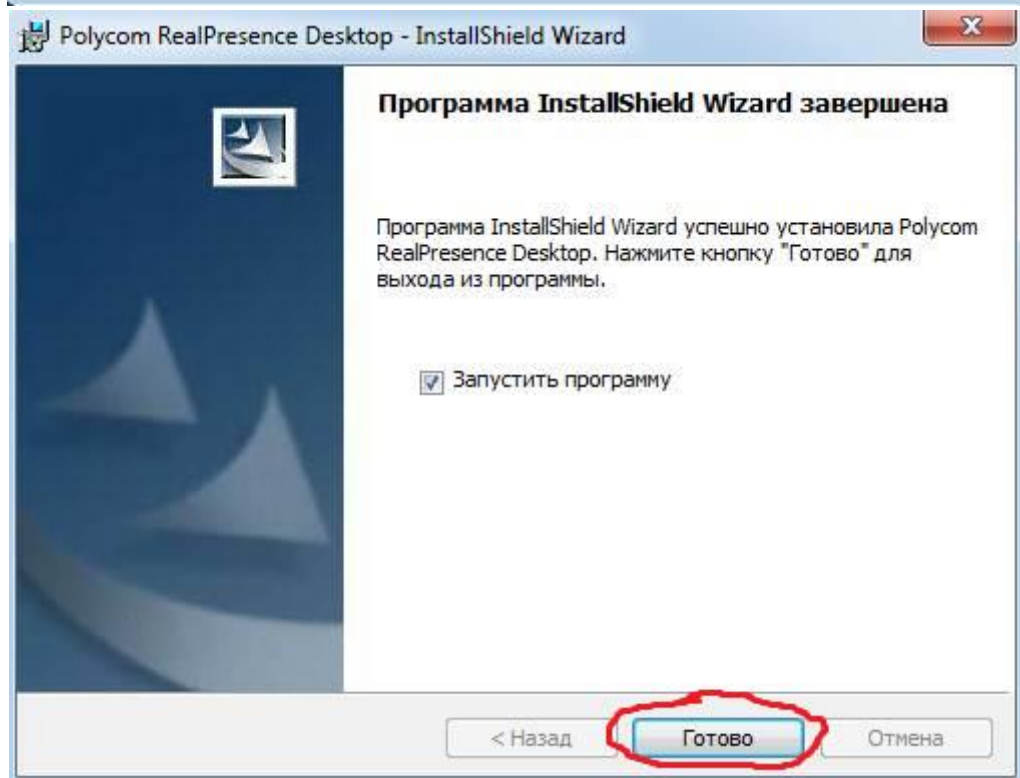 Polycom RealPresence Desktop - InstallShield Wizard
Программа InstallShield Wizard завершена
Программа InstallShield Wizard успешно установила Polycom
RealPresence Desktop. Нажмите кнопку "Готово" для
выхода из программы.
Запустить программу
< Назад
Готово
Отмена